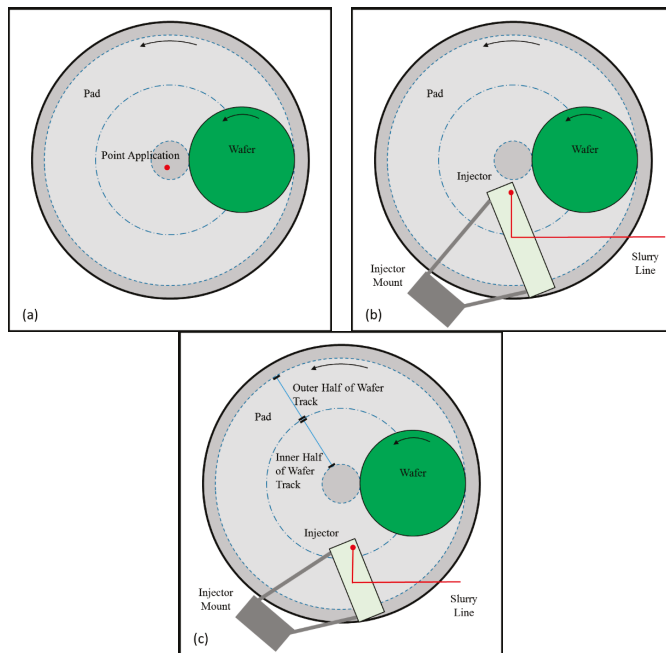 Pad
Point Application
Wafer
(a)
Pad
Wafer
Injector
Injector
Mount
Slurry
Line
(b)
Outer Half of Wafer
Track
Pad
Inner Half
of Wafer
Track
Wafer
Injector
Injector
Mount
Slurry
Line
(c)